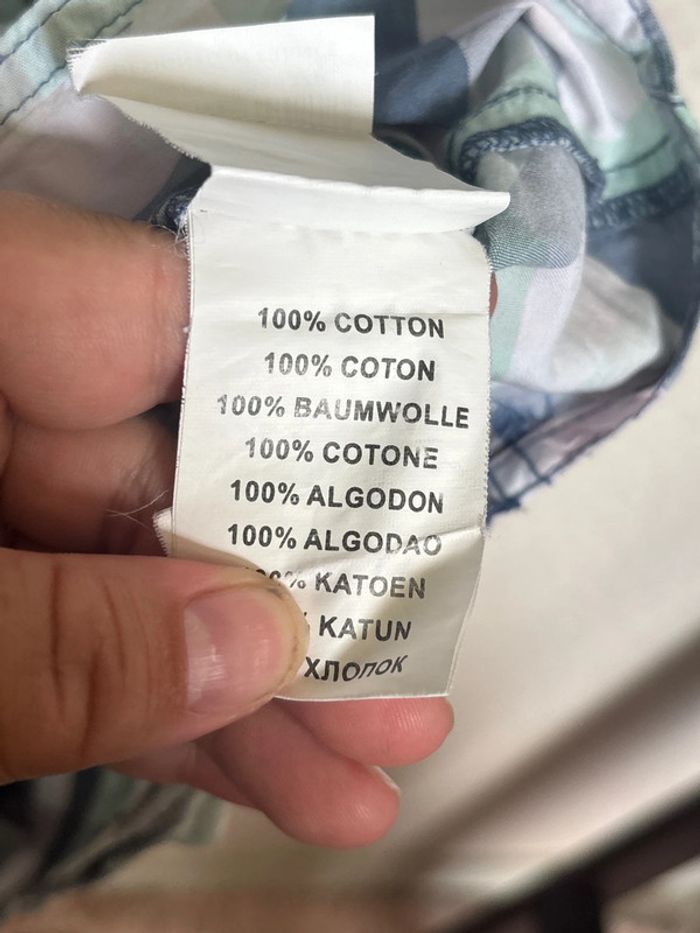 100% COTTON
100% COTON
100% BAUMWOLLE
100% COTONE
100% ALGODON
100% ALGODAO
KATOEN
KATUN
ХЛОПОК